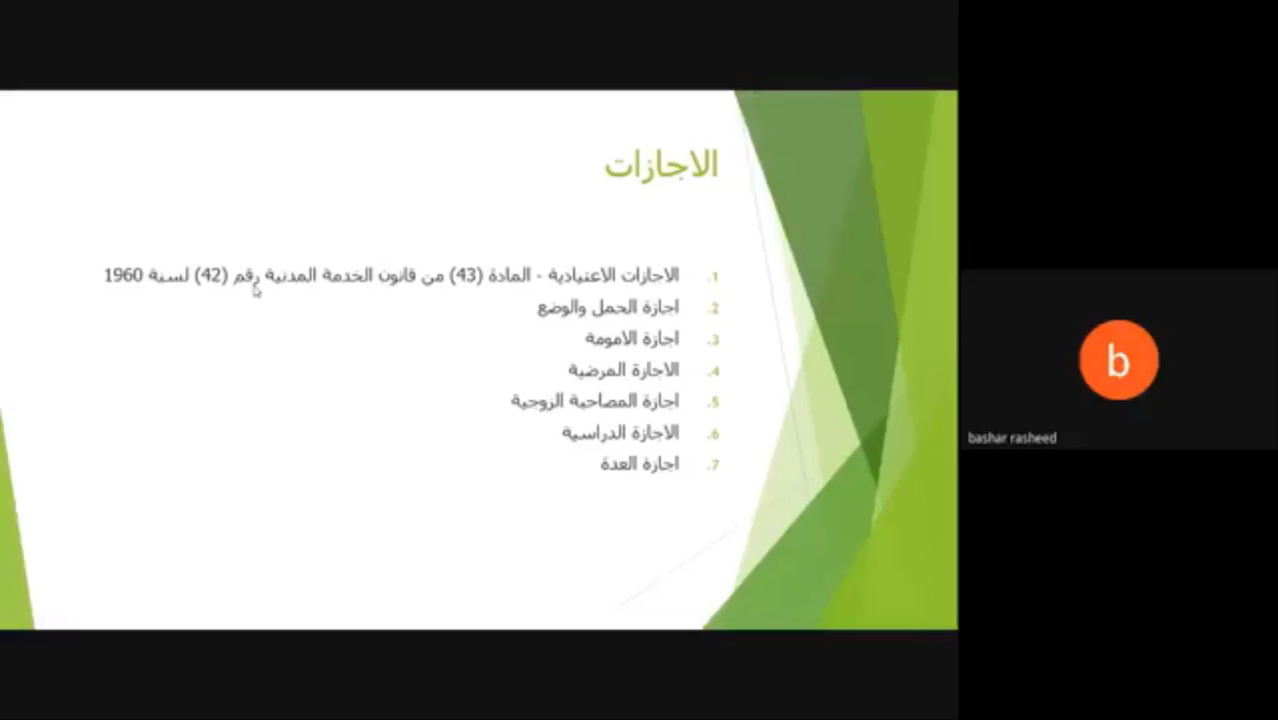 الاجازات
1. الاجازات الاعتيادية - المادة (43) من قانون الخدمة المدنية رقم (42) لسنة 1960
2. اجازة الحمل والوضع
3. اجازة الامومة
4. الاجازة المرضية
5. اجازة المصاحبة الزوجية
6. الاجازة الدراسية
7. اجازة العدة
b
bashar rasheed